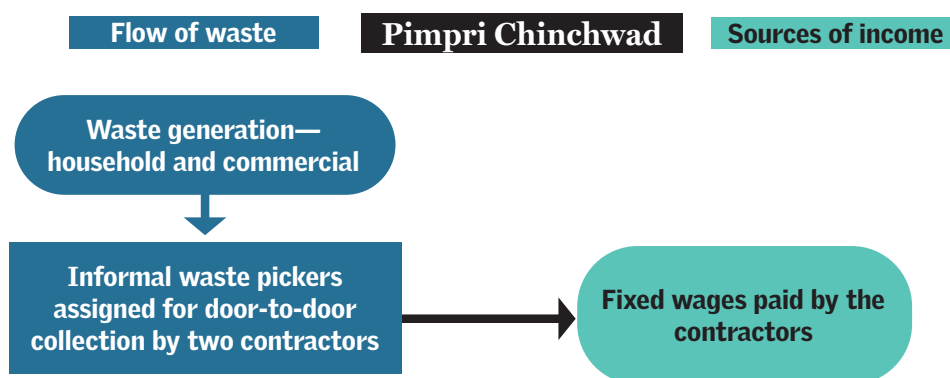 Flow of waste
Pimpri Chinchwad
Sources of income
Waste generation—
household and commercial
Informal waste pickers
assigned for door-to-door
collection by two contractors
Fixed wages paid by the
contractors